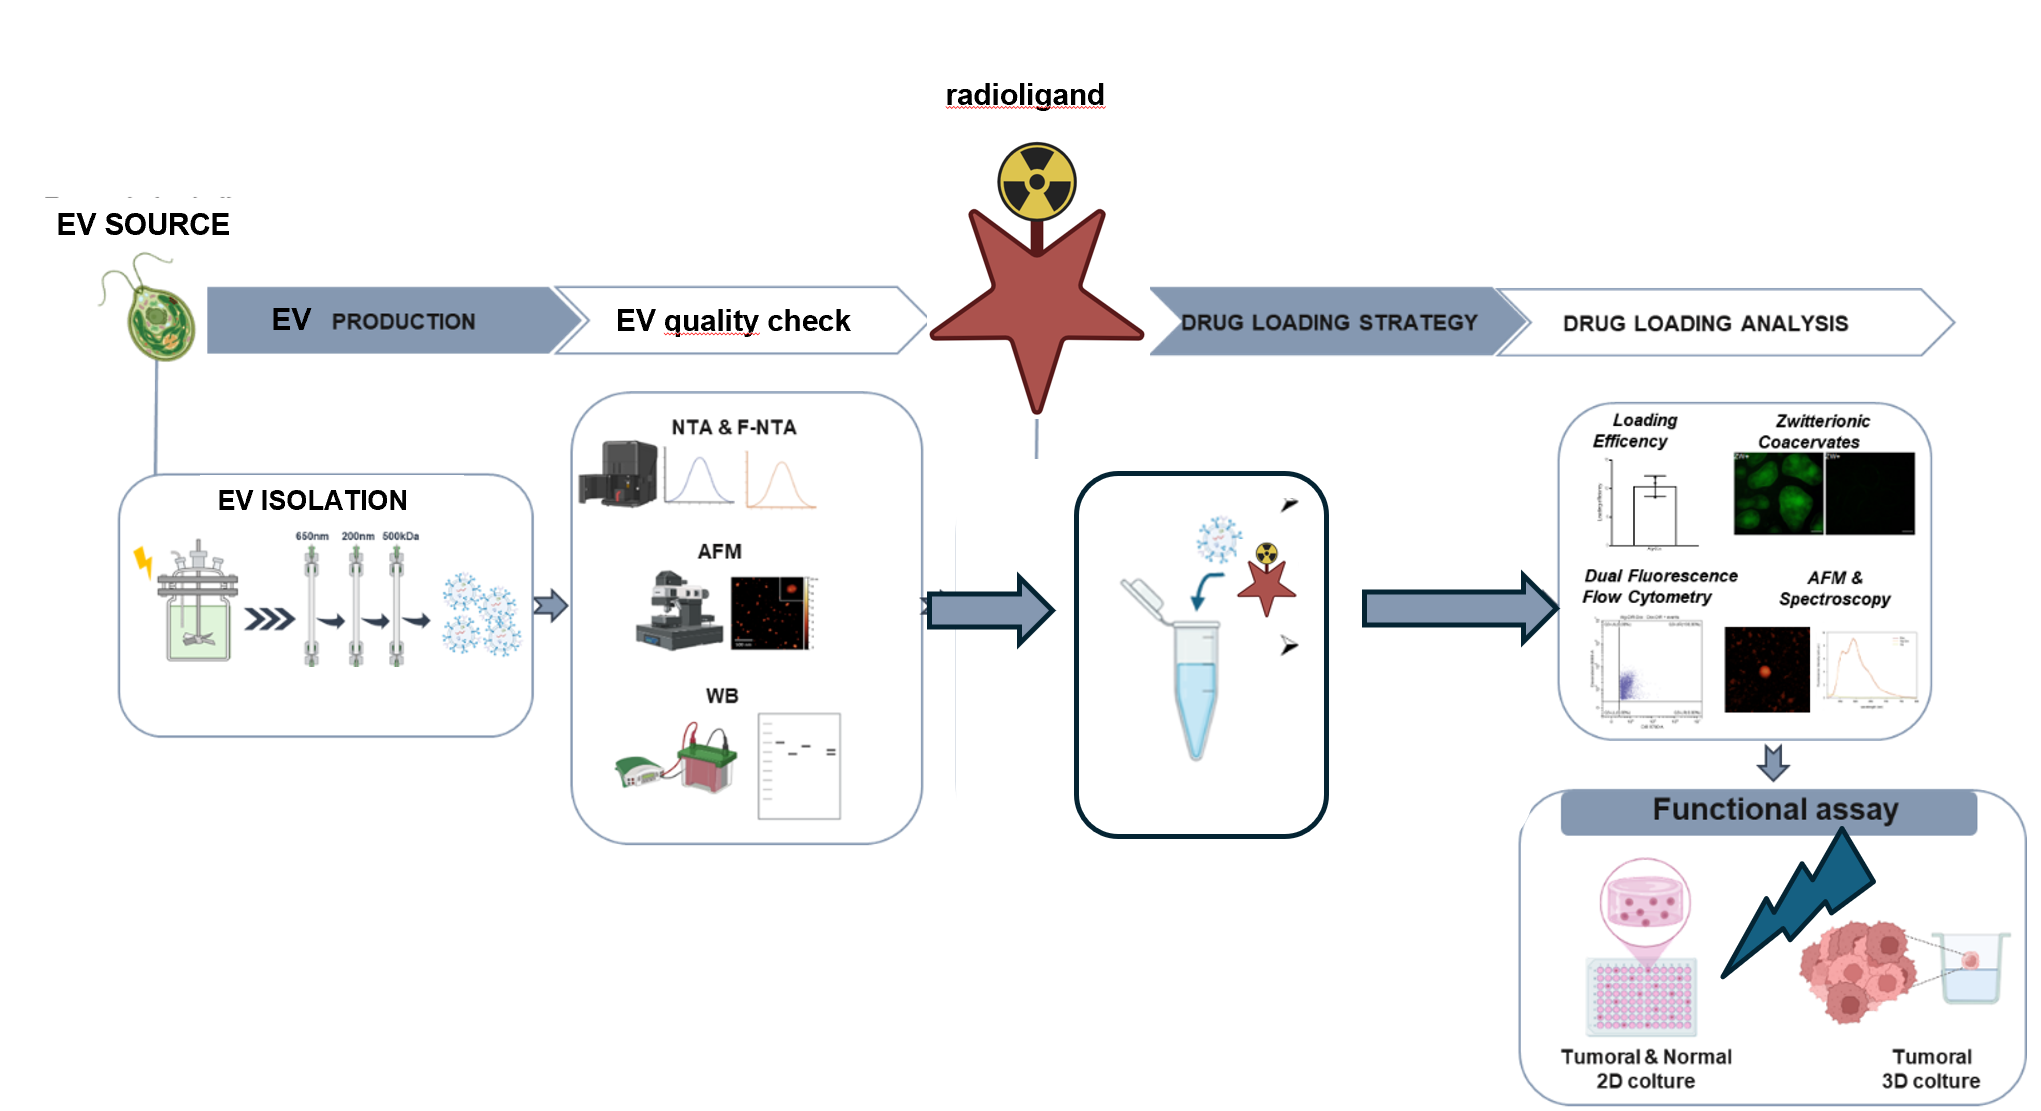 radioligand
EV SOURCE
EV PRODUCTION
EV quality check
DRUG LOADING STRATEGY
DRUG LOADING ANALYSIS
EV ISOLATION
650nm 200nm 500kDa
NTA & F-NTA
AFM
WB
Loading
Efficency
Zwitterionic
Coacervates
ZW+
ZW+
Dual Fluorescence
Flow Cytometry
AFM &
Spectroscopy
Functional assay
Tumoral & Normal
2D colture
Tumoral
3D colture